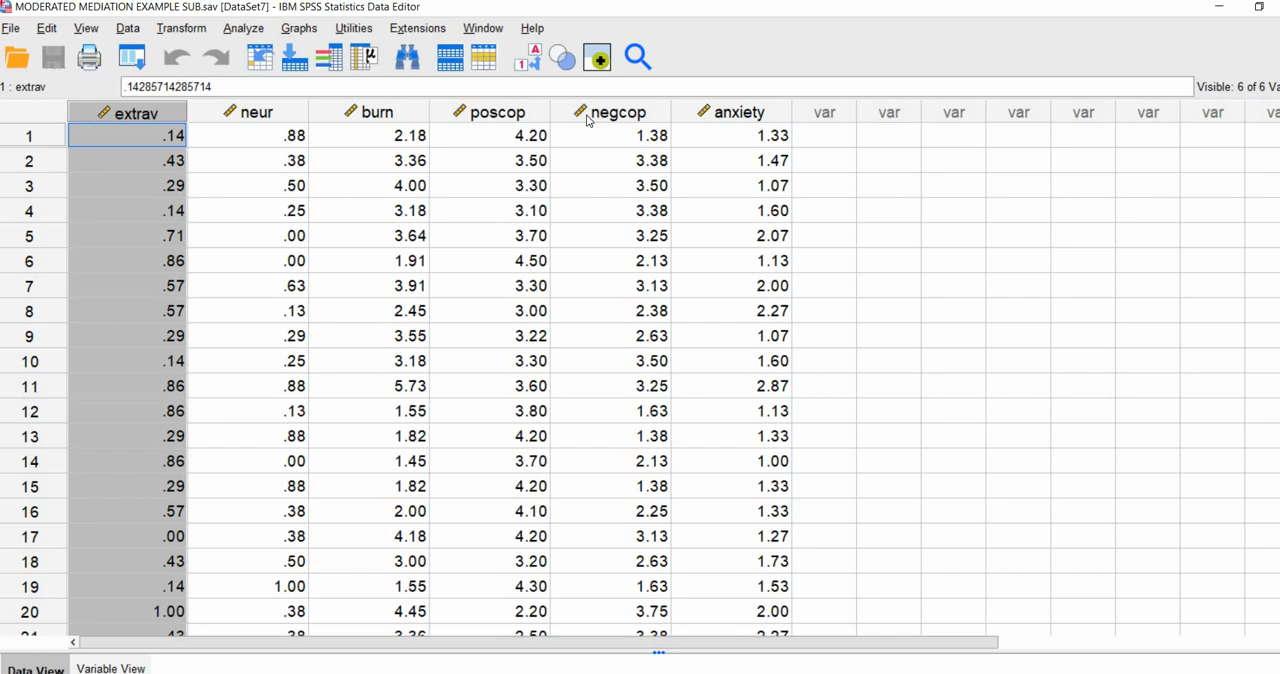 MODERATED MEDIATION EXAMPLE SUB.sav [DataSet7] - IBM SPSS Statistics Data Editor
File Edit View Data Transform Analyze Graphs Utilities Extensions Window Help
1 : extrav .14285714285714 Visible: 6 of 6 Va
extrav neur burn poscop negcop anxiety var var var var var var var va
1 .14 .88 2.18 4.20 1.38 1.33
2 .43 .38 3.36 3.50 3.38 1.47
3 .29 .50 4.00 3.30 3.50 1.07
4 .14 .25 3.18 3.10 3.38 1.60
5 .71 .00 3.64 3.70 3.25 2.07
6 .86 .00 1.91 4.50 2.13 1.13
7 .57 .63 3.91 3.30 3.13 2.00
8 .57 .13 2.45 3.00 2.38 2.27
9 .29 .29 3.55 3.22 2.63 1.07
10 .14 .25 3.18 3.30 3.50 1.60
11 .86 .88 5.73 3.60 3.25 2.87
12 .86 .13 1.55 3.80 1.63 1.13
13 .29 .88 1.82 4.20 1.38 1.33
14 .86 .00 1.45 3.70 2.13 1.00
15 .29 .88 1.82 4.20 1.38 1.33
16 .57 .38 2.00 4.10 2.25 1.33
17 .00 .38 4.18 4.20 3.13 1.27
18 .43 .50 3.00 3.20 2.63 1.73
19 .14 1.00 1.55 4.30 1.63 1.53
20 1.00 .38 4.45 2.20 3.75 2.00
Data View Variable View